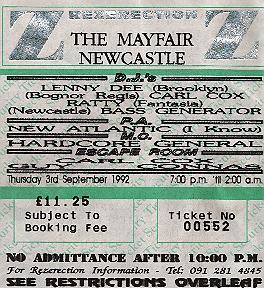 REZERECTION
Z Z
THE MAYFAIR
NEWCASTLE
D.J.'s
LENNY DEE (Brooklyn)
(Bognor Regis) CARL COX
RATTY (Fantasia)
(Newcastle) BASS GENERATOR
P.A.
NEW ATLANTIC (I Know)
M.C.
HARDCORE GENERAL
ESCAPE ROOM
CARL
Thursday 3rd September 1992 7:00 p.m. 'til 2:00 a.m.
£11.25
Subject To
Booking Fee
Ticket No
00552
NO ADMITTANCE AFTER 10:00 P.M.
For Rezerection Information - Tel: 091 281 4845
SEE RESTRICTIONS OVERLEAF